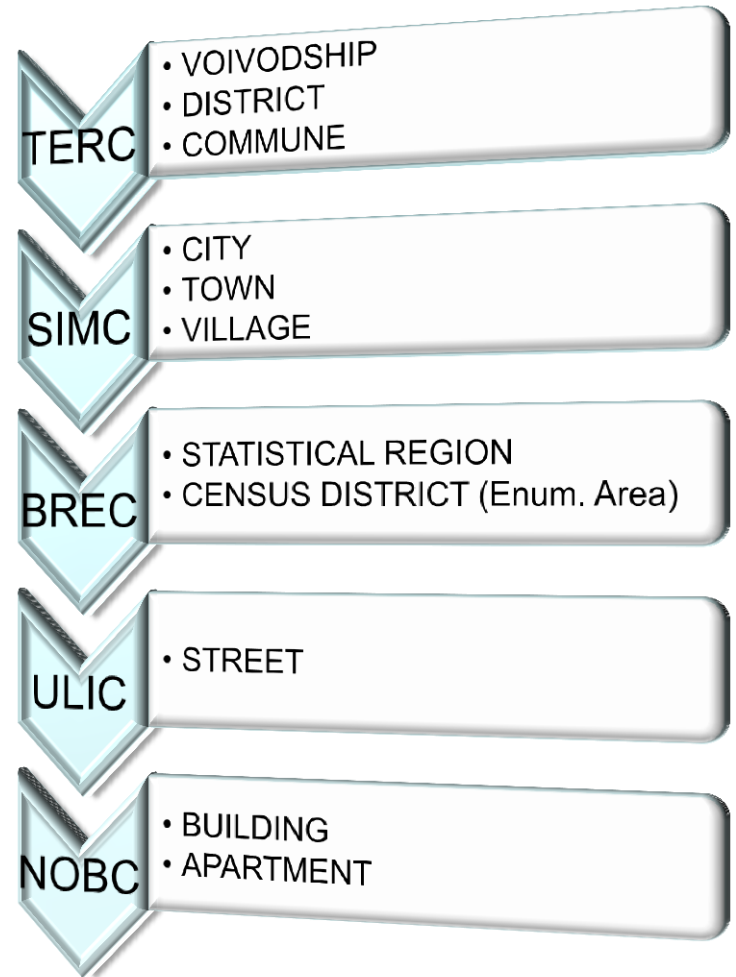 TERC
• VOIVODSHIP
• DISTRICT
• COMMUNE
SIMC
• CITY
• TOWN
• VILLAGE
BREC
• STATISTICAL REGION
• CENSUS DISTRICT (Enum. Area)
ULIC
• STREET
NOBC
• BUILDING
• APARTMENT